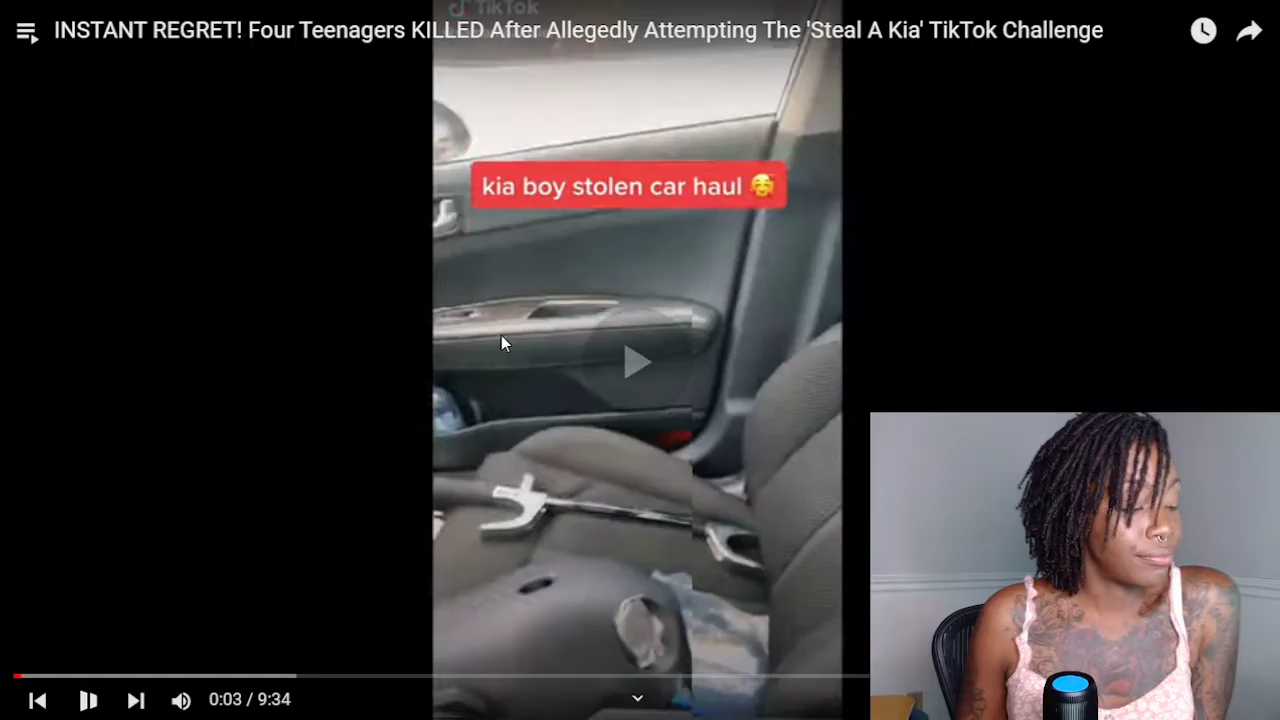 TikTok
INSTANT REGRET! Four Teenagers KILLED After Allegedly Attempting The 'Steal A Kia' TikTok Challenge
kia boy stolen car haul 🥰
0:03 / 9:34